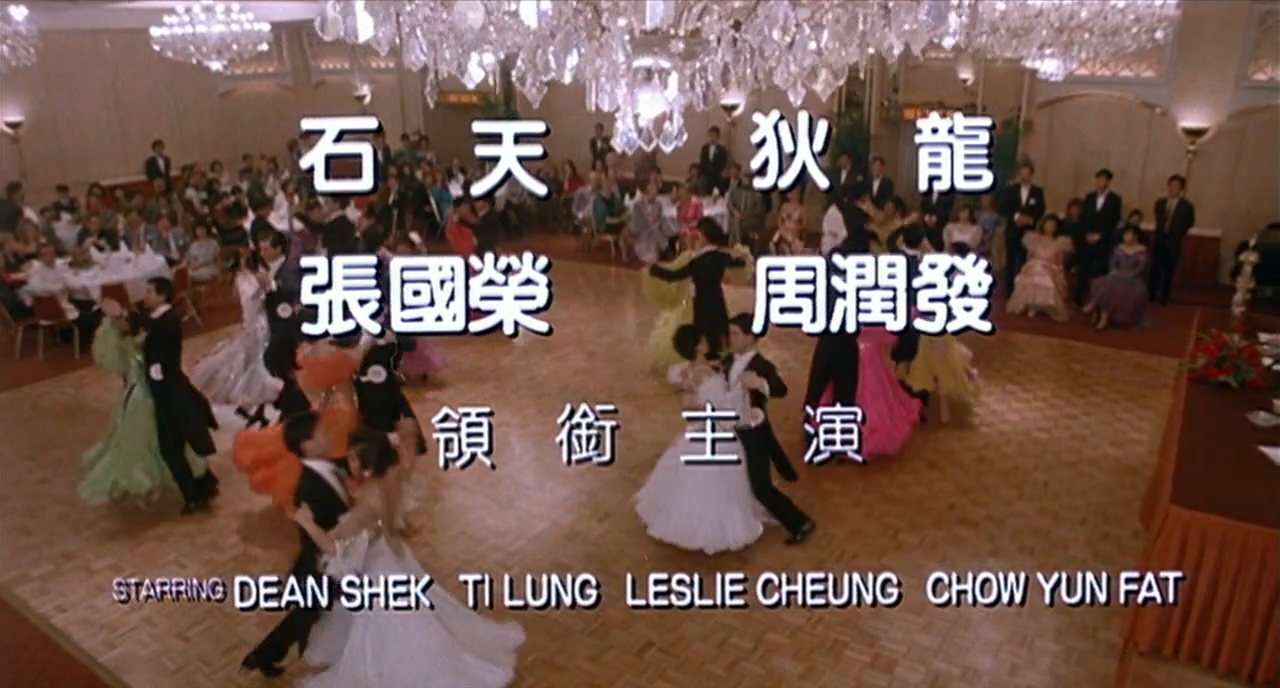 石天 狄龍
張國榮 周潤發
領銜主演
STARRING DEAN SHEK TI LUNG LESLIE CHEUNG CHOW YUN FAT